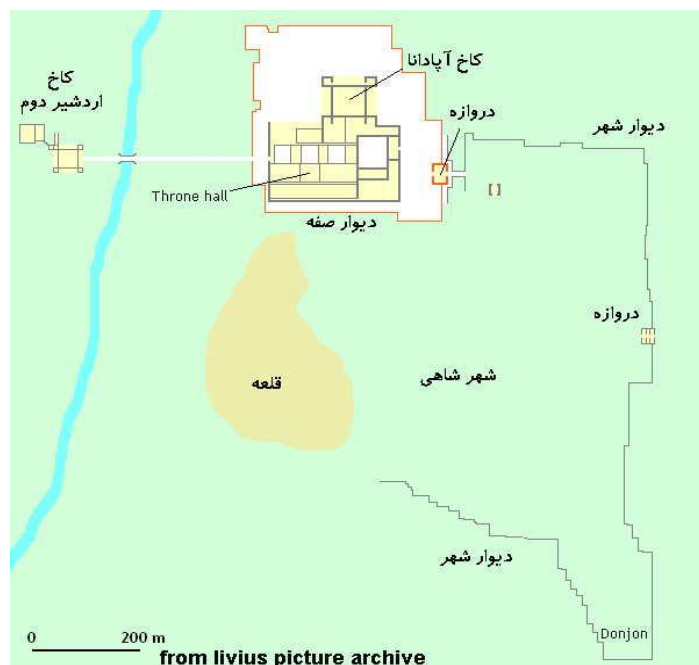 کاخ آپادانا
کاخ
اردشیر دوم
دروازه
دیوار شهر
Throne hall
دیوار صفه
دروازه
شهر شاهی
قلعه
دیوار شهر
Donjon
0 200 m
from livius picture archive